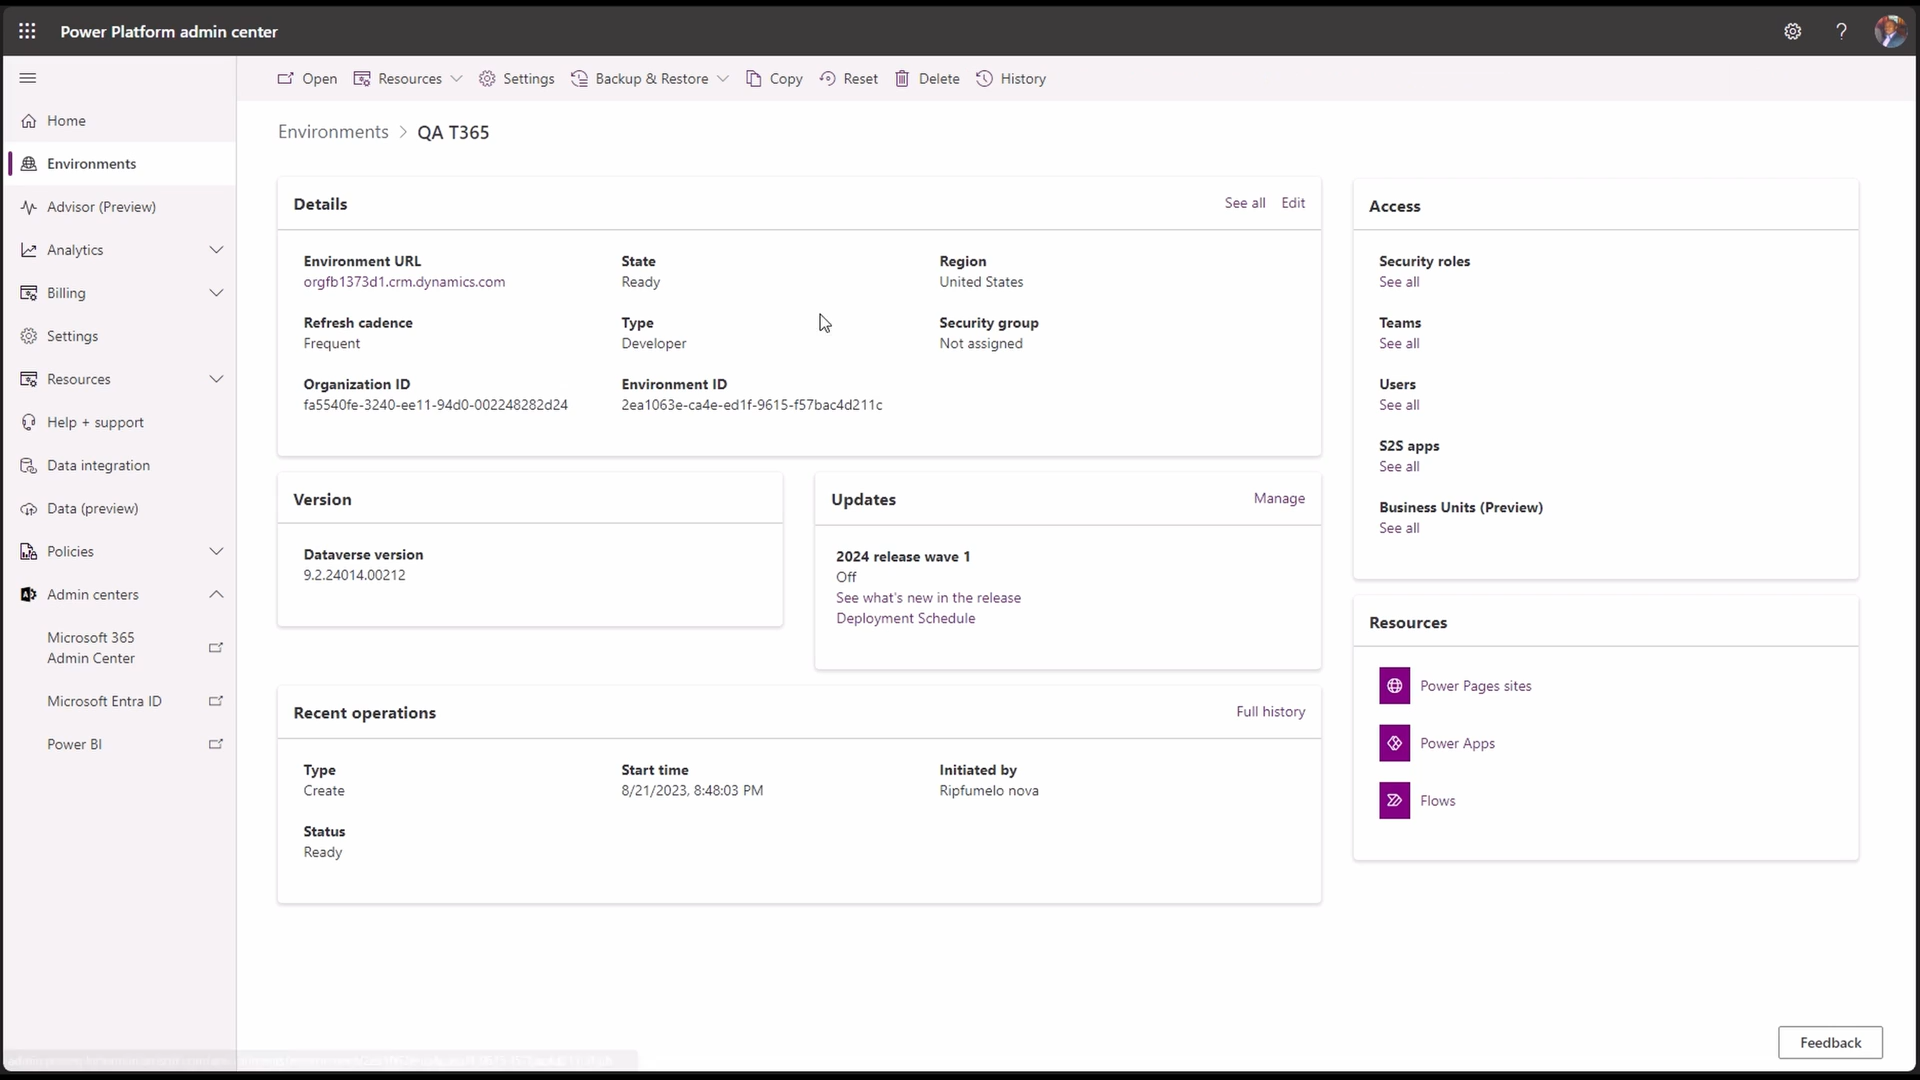 Power Platform admin center
?
Open
Resources
Settings
Backup & Restore
Copy
Reset
Delete
History
Home
Environments
Advisor (Preview)
Analytics
Billing
Settings
Resources
Help + support
Data integration
Data (preview)
Policies
Admin centers
Microsoft 365
Admin Center
Microsoft Entra ID
Power BI
Environments > QA T365
Details
See all
Edit
Environment URL
orgfb1373d1.crm.dynamics.com
State
Ready
Region
United States
Refresh cadence
Frequent
Type
Developer
Security group
Not assigned
Organization ID
fa5540fe-3240-ee11-94d0-002248282d24
Environment ID
2ea1063e-ca4e-ed1f-9615-f57bac4d211c
Version
Dataverse version
9.2.24014.00212
Updates
Manage
2024 release wave 1
Off
See what's new in the release
Deployment Schedule
Recent operations
Full history
Type
Create
Start time
8/21/2023, 8:48:03 PM
Initiated by
Ripfumelo nova
Status
Ready
Access
Security roles
See all
Teams
See all
Users
See all
S2S apps
See all
Business Units (Preview)
See all
Resources
Power Pages sites
Power Apps
Flows
Feedback